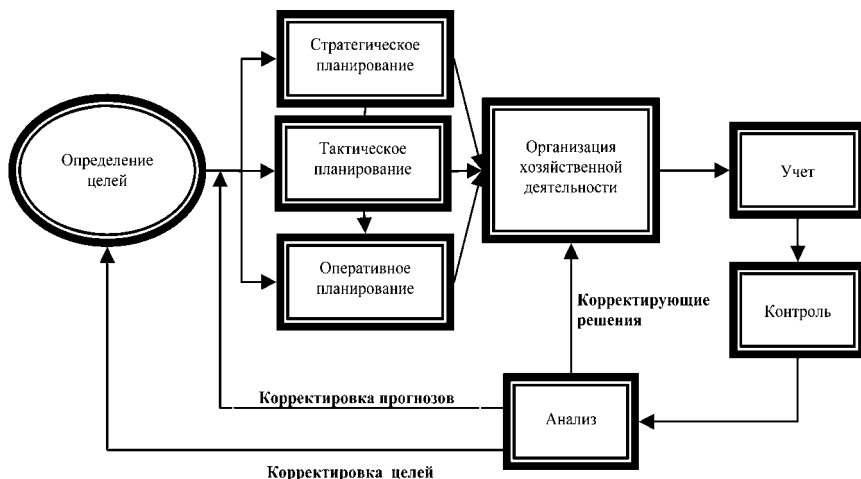 Стратегическое
планирование
Определение
целей
Тактическое
планирование
Организация
хозяйственной
деятельности
Учет
Оперативное
планирование
Корректирующие
решения
Контроль
Корректировка прогнозов
Анализ
Корректировка целей